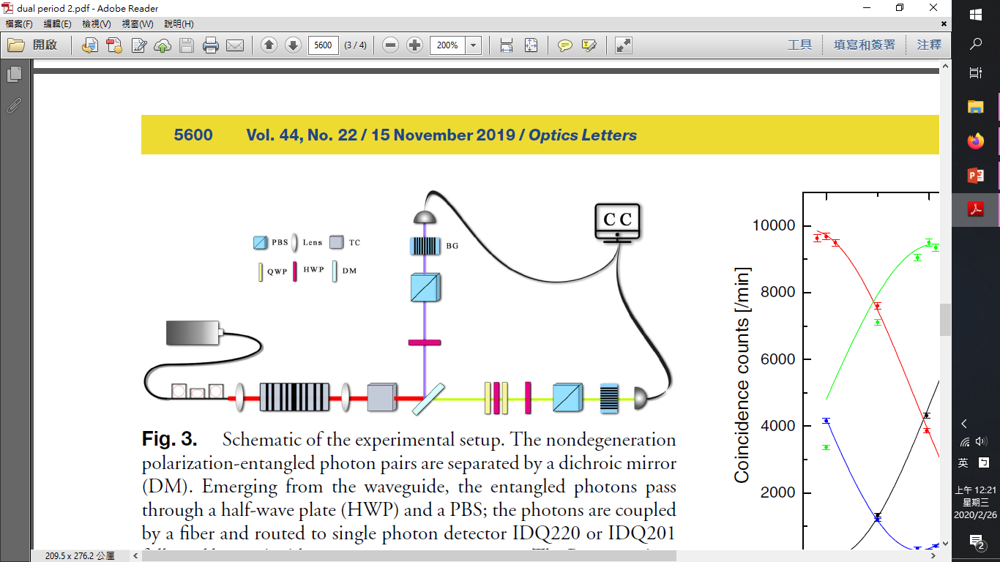 dual period 2.pdf - Adobe Reader
檔案(F) 編輯(E) 檢視(V) 視窗(W) 說明(H)
開啟
5600 (3 / 4)
200%
工具 填寫和簽署 注釋
5600 Vol. 44, No. 22 / 15 November 2019 / Optics Letters
CC
BG
PBS Lens TC
QWP HWP DM
Fig. 3. Schematic of the experimental setup. The nondegeneration
polarization-entangled photon pairs are separated by a dichroic mirror
(DM). Emerging from the waveguide, the entangled photons pass
through a half-wave plate (HWP) and a PBS; the photons are coupled
by a fiber and routed to single photon detector IDQ220 or IDQ201
Coincidence counts [/min]
10000
8000
6000
4000
2000
209.5 x 276.2 公厘
英
上午 12:21
星期三
2020/2/26
2